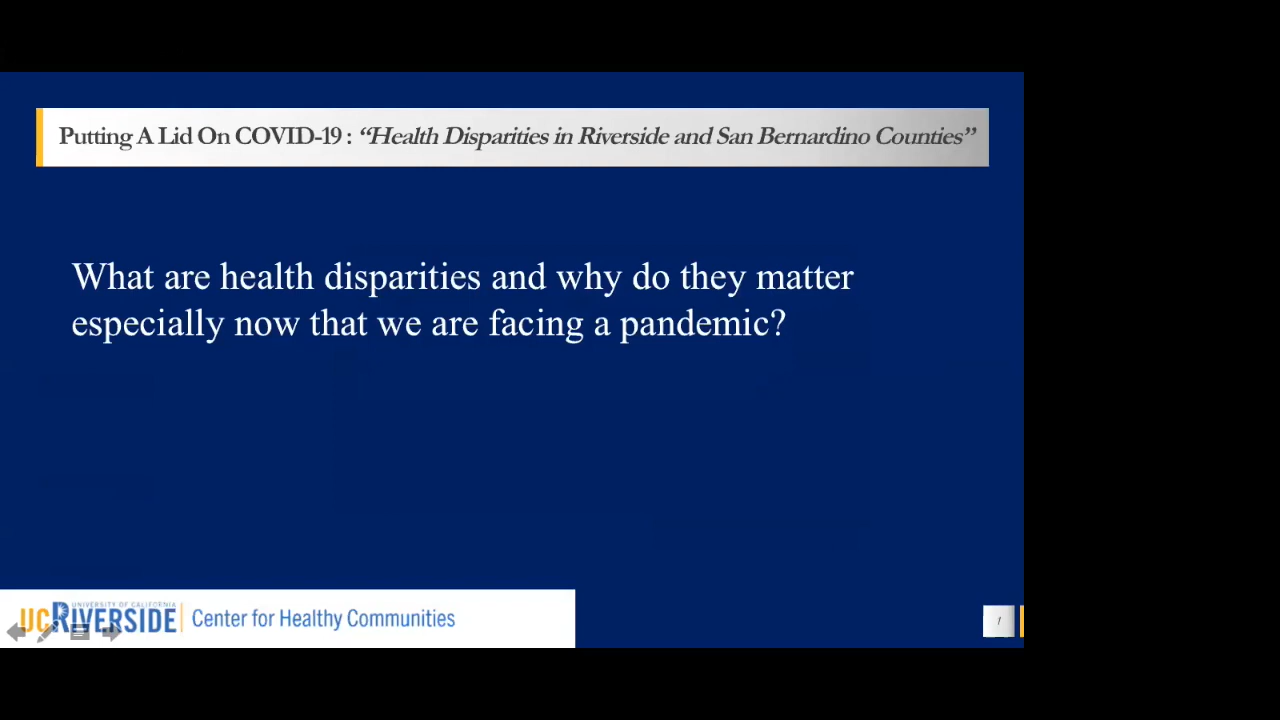 Putting A Lid On COVID-19 : “Health Disparities in Riverside and San Bernardino Counties”
What are health disparities and why do they matter
especially now that we are facing a pandemic?
UNIVERSITY OF CALIFORNIA
UCRIVERSIDE Center for Healthy Communities
1